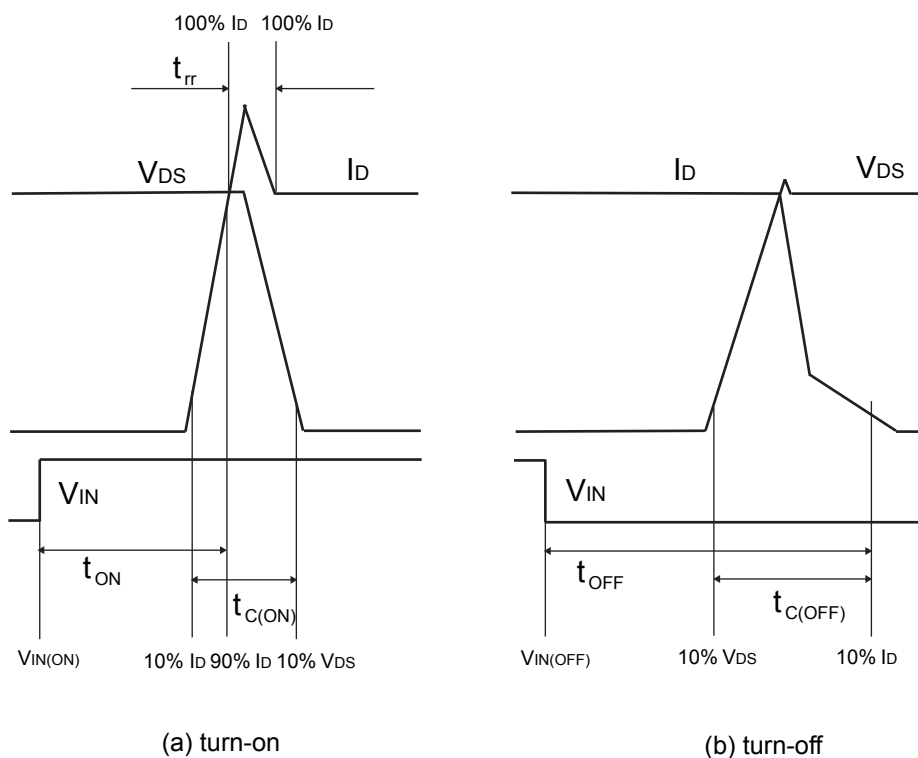 100% ID 100% ID
trr
VDS ID
VIN
tON
tC(ON)
VIN(ON) 10% ID 90% ID 10% VDS
(a) turn-on
ID VDS
VIN
tOFF
tC(OFF)
VIN(OFF) 10% VDS 10% ID
(b) turn-off